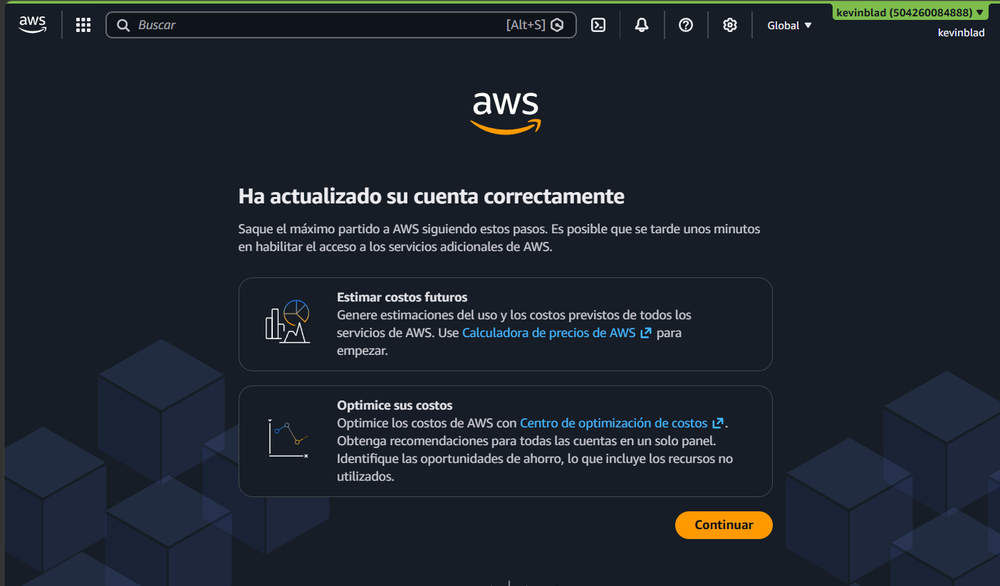 aws
Buscar
[Alt+S]
Global
kevinblad (504260084888)
kevinblad
aws
Ha actualizado su cuenta correctamente
Saque el máximo partido a AWS siguiendo estos pasos. Es posible que se tarde unos minutos
en habilitar el acceso a los servicios adicionales de AWS.
Estimar costos futuros
Genere estimaciones del uso y los costos previstos de todos los
servicios de AWS. Use Calculadora de precios de AWS para
empezar.
Optimice sus costos
Optimice los costos de AWS con Centro de optimización de costos.
Obtenga recomendaciones para todas las cuentas en un solo panel.
Identifique las oportunidades de ahorro, lo que incluye los recursos no
utilizados.
Continuar